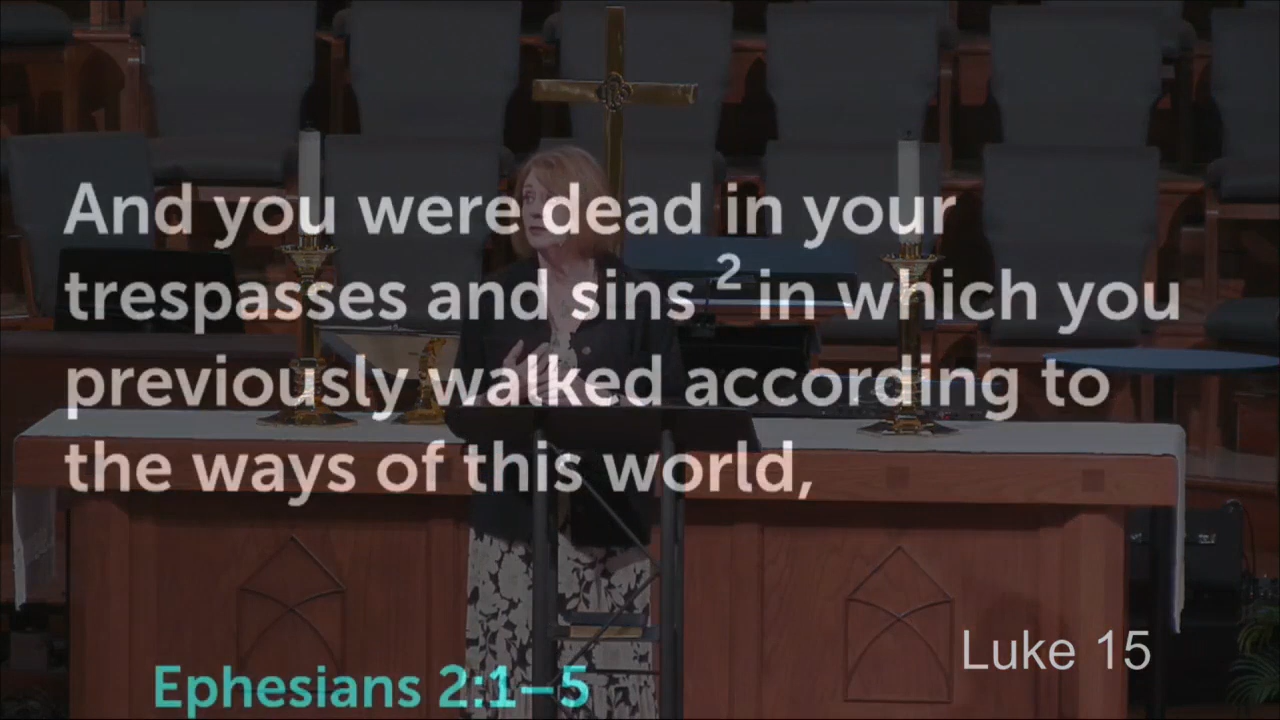 And you were dead in your
trespasses and sins ² in which you
previously walked according to
the ways of this world,
Luke 15
Ephesians 2:1–5